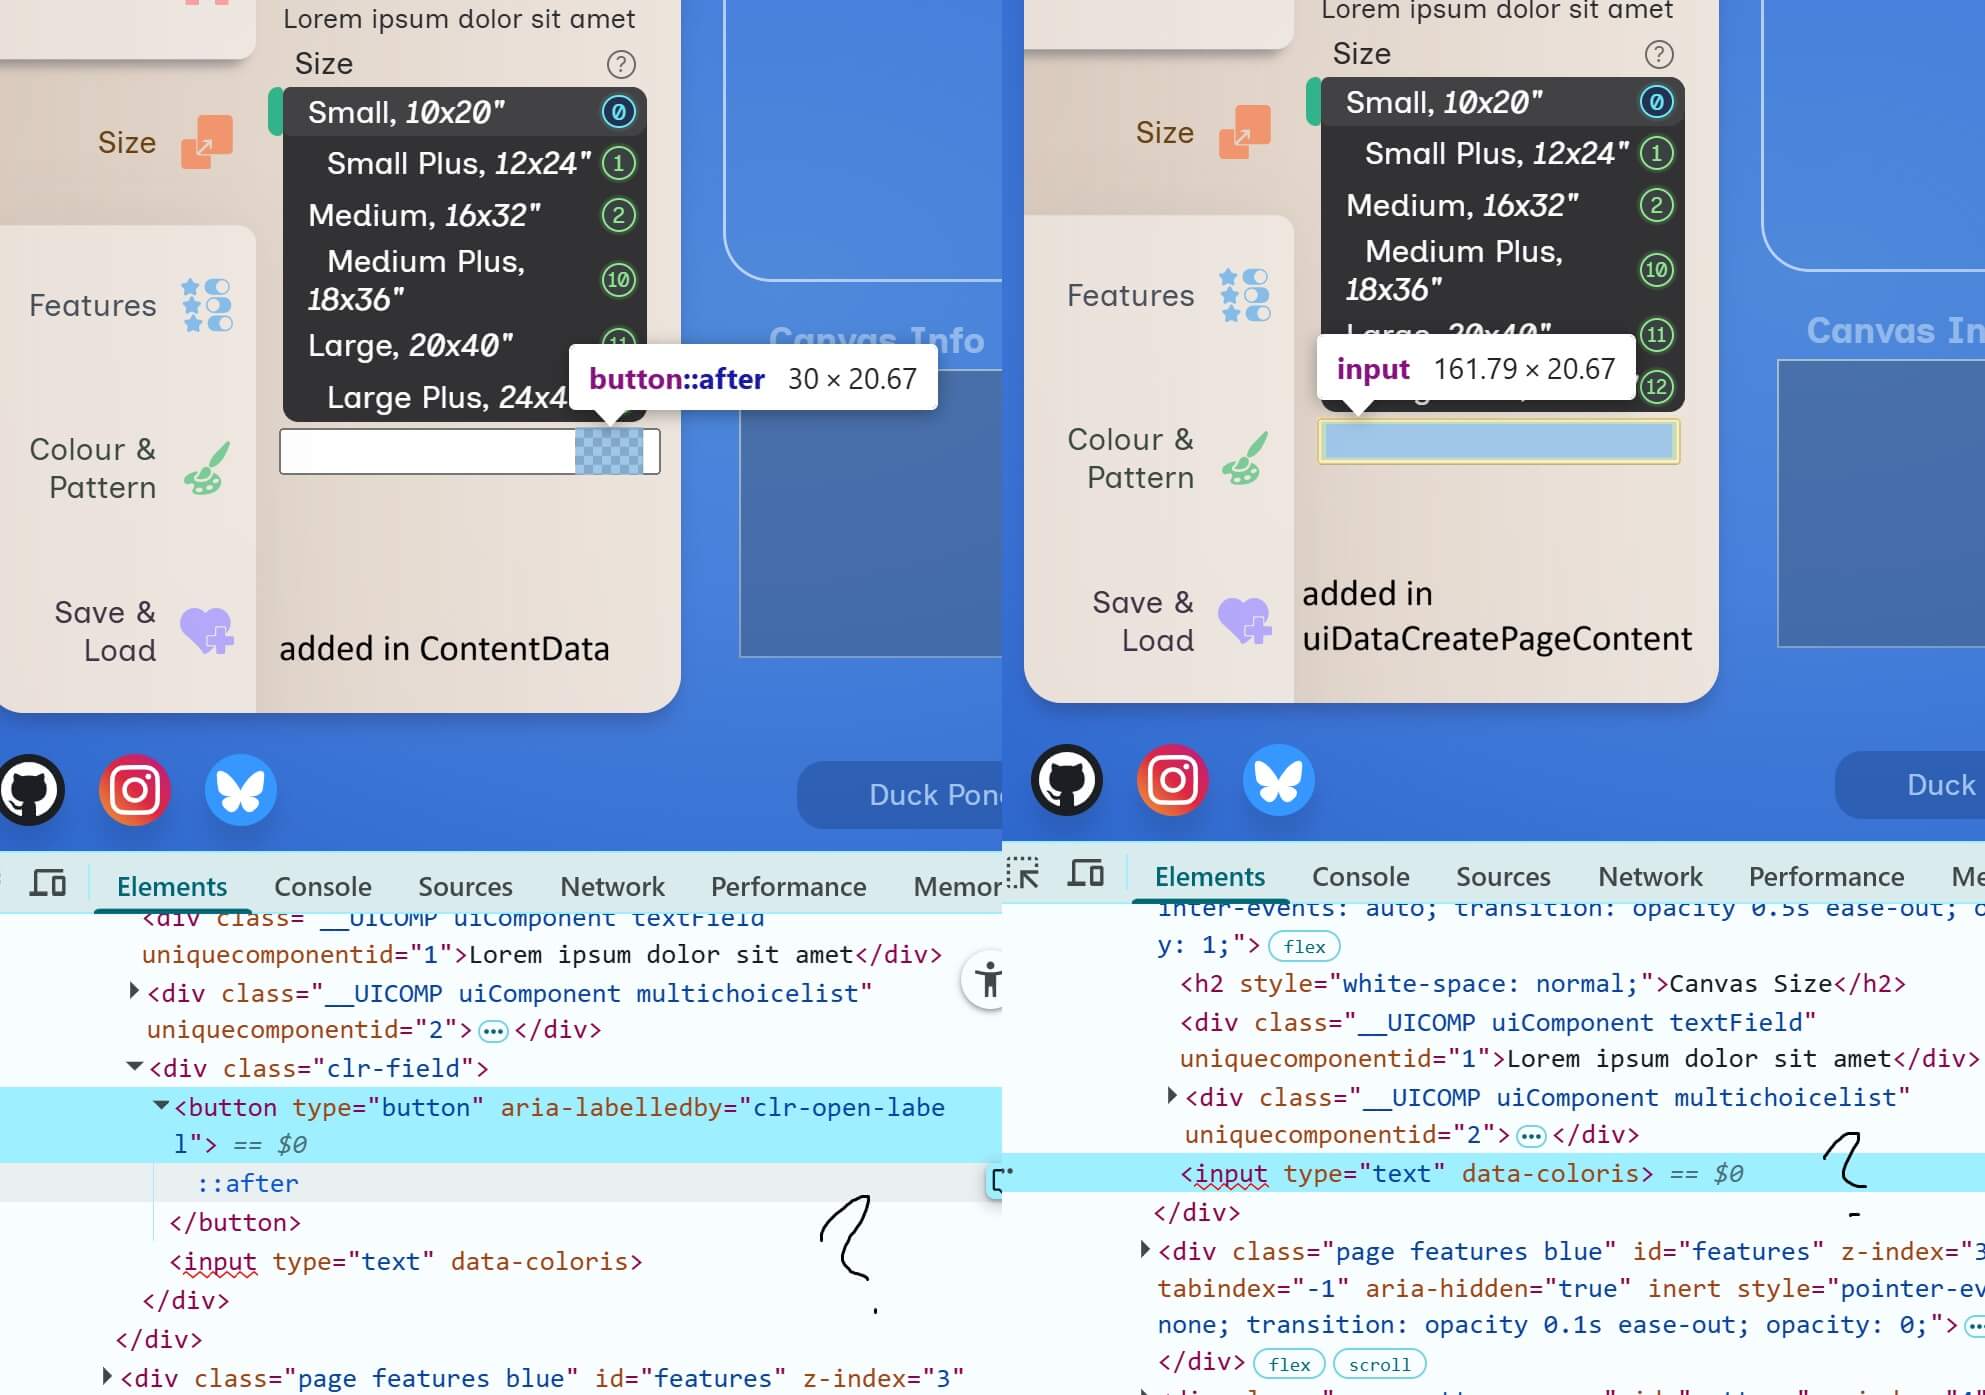 Lorem ipsum dolor sit amet
Size
?
Small, 10x20" 0
Small Plus, 12x24" 1
Medium, 16x32" 2
Medium Plus,
18x36" 10
Large, 20x40" 11
Large Plus, 24x4
button::after 30 × 20.67
Size
Features
Colour &
Pattern
Save &
Load
Canvas Info
added in ContentData
Duck Pon
Elements Console Sources Network Performance Memor
<div class="__UICOMP uiComponent textField"
uniquecomponentid="1">Lorem ipsum dolor sit amet</div>
<div class="__UICOMP uiComponent multichoicelist"
uniquecomponentid="2"> ••• </div>
<div class="clr-field">
<button type="button" aria-labelledby="clr-open-labe
l"> == $0
::after
</button>
<input type="text" data-coloris>
</div>
</div>
<div class="page features blue" id="features" z-index="3"
Lorem ipsum dolor sit amet
Size
?
Small, 10x20" 0
Small Plus, 12x24" 1
Medium, 16x32" 2
Medium Plus,
18x36" 10
Large, 20x40" 11
12
input 161.79 × 20.67
Size
Features
Colour &
Pattern
Save &
Load
Canvas In
added in
uiDataCreatePageContent
Duck
Elements Console Sources Network Performance Me
inter-events: auto; transition: opacity 0.5s ease-out; o
y: 1;"> flex
<h2 style="white-space: normal;">Canvas Size</h2>
<div class="__UICOMP uiComponent textField"
uniquecomponentid="1">Lorem ipsum dolor sit amet</div>
<div class="__UICOMP uiComponent multichoicelist"
uniquecomponentid="2"> ••• </div>
<input type="text" data-coloris> == $0
</div>
<div class="page features blue" id="features" z-index="3
tabindex="-1" aria-hidden="true" inert style="pointer-ev
none; transition: opacity 0.1s ease-out; opacity: 0;"> •••
</div> flex scroll